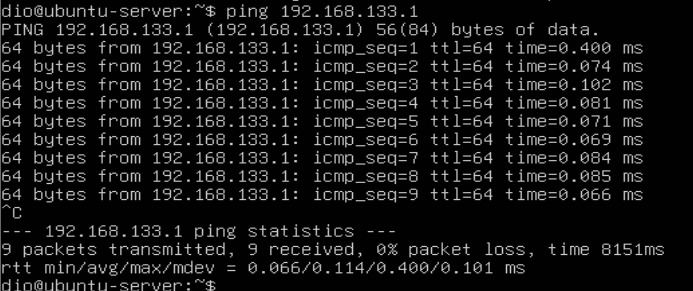 dio@ubuntu-server:~$ ping 192.168.133.1
PING 192.168.133.1 (192.168.133.1) 56(84) bytes of data.
64 bytes from 192.168.133.1: icmp_seq=1 ttl=64 time=0.400 ms
64 bytes from 192.168.133.1: icmp_seq=2 ttl=64 time=0.074 ms
64 bytes from 192.168.133.1: icmp_seq=3 ttl=64 time=0.102 ms
64 bytes from 192.168.133.1: icmp_seq=4 ttl=64 time=0.081 ms
64 bytes from 192.168.133.1: icmp_seq=5 ttl=64 time=0.071 ms
64 bytes from 192.168.133.1: icmp_seq=6 ttl=64 time=0.069 ms
64 bytes from 192.168.133.1: icmp_seq=7 ttl=64 time=0.084 ms
64 bytes from 192.168.133.1: icmp_seq=8 ttl=64 time=0.085 ms
64 bytes from 192.168.133.1: icmp_seq=9 ttl=64 time=0.066 ms
^C
--- 192.168.133.1 ping statistics ---
9 packets transmitted, 9 received, 0% packet loss, time 8151ms
rtt min/avg/max/mdev = 0.066/0.114/0.400/0.101 ms
dio@ubuntu-server:~$